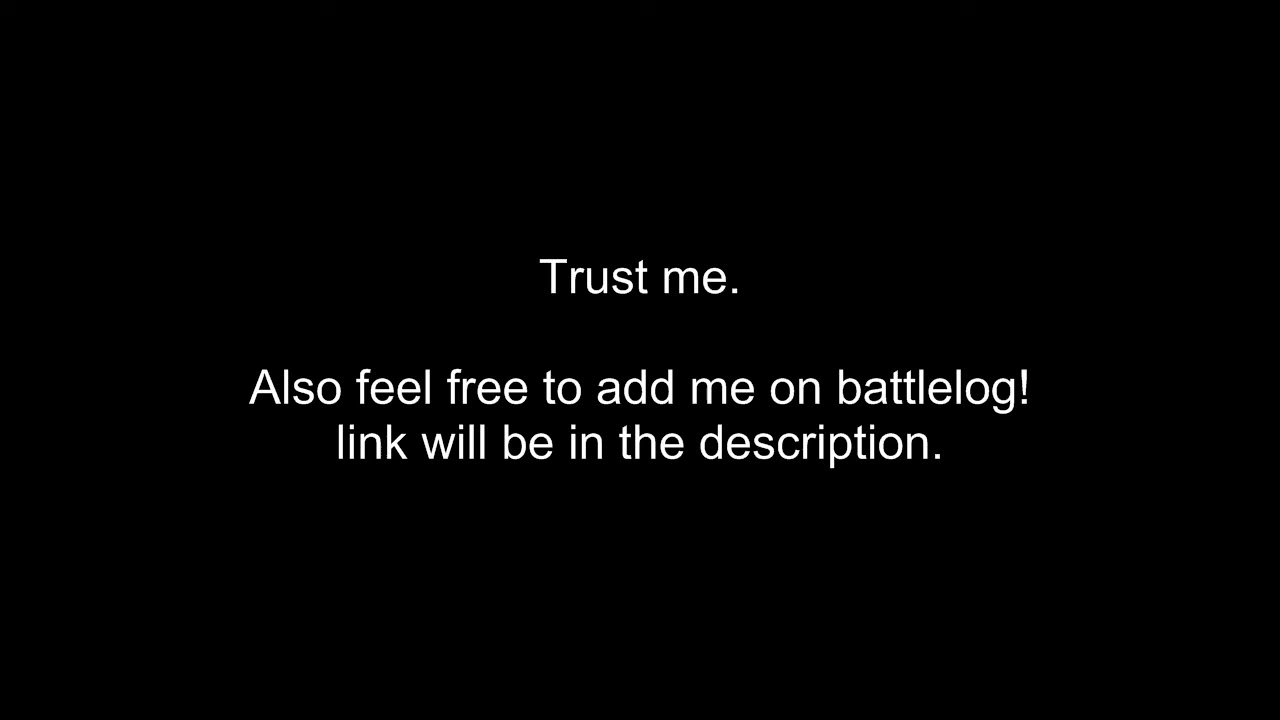 Trust me.
Also feel free to add me on battlelog!
link will be in the description.